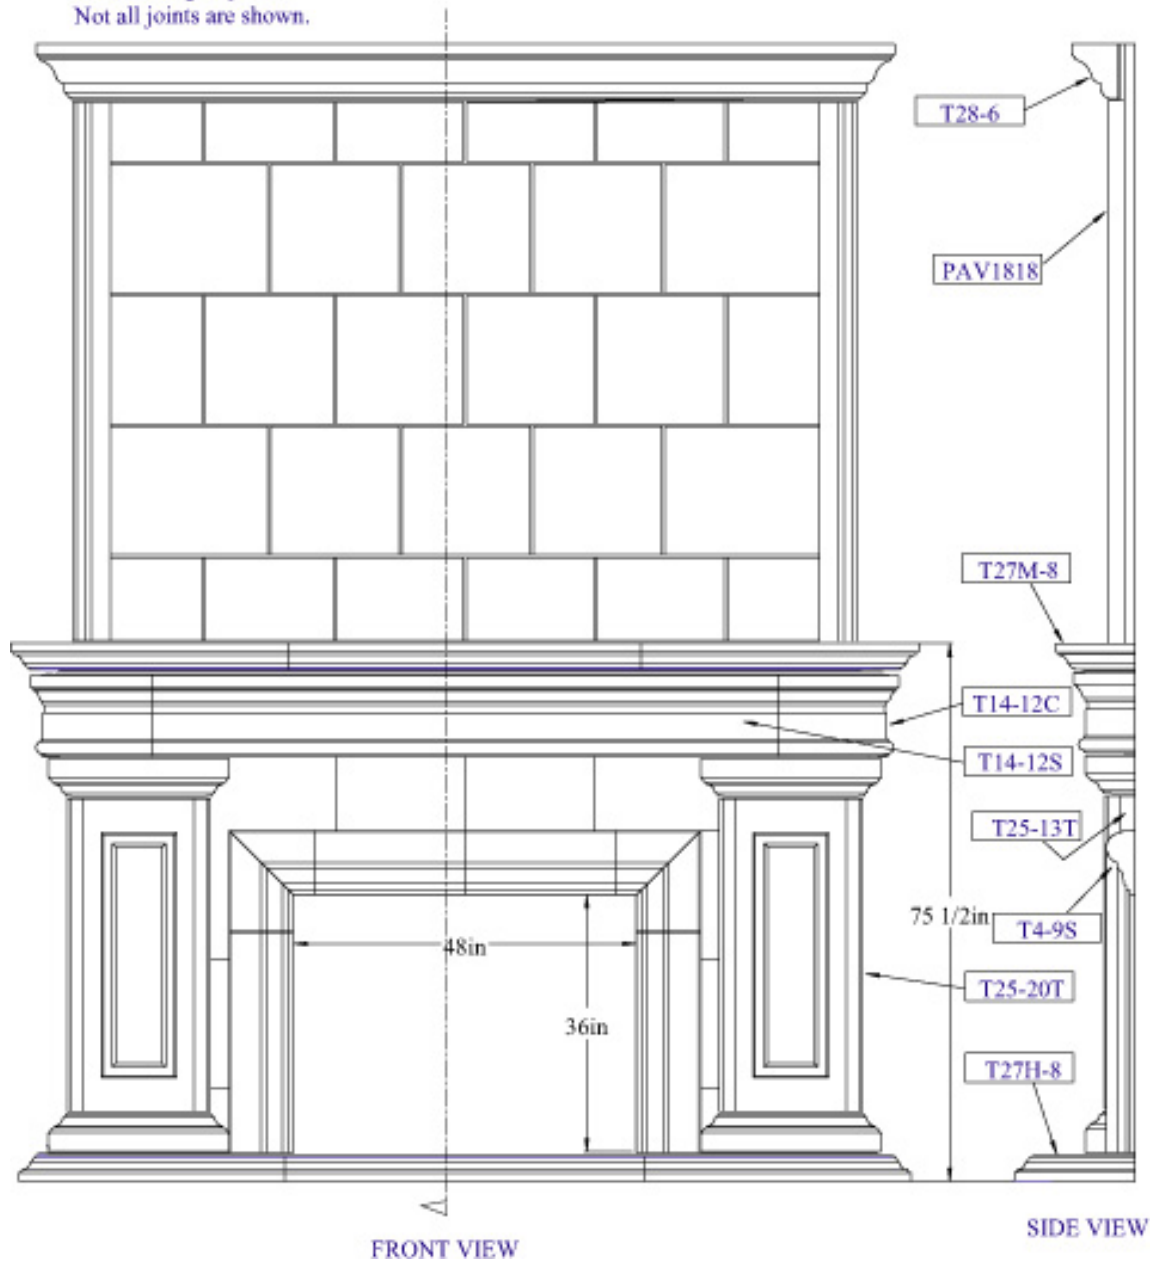 Not all joints are shown.
T28-6
PAV1818
T27M-8
T14-12C
T14-12S
T25-13T
75 1/2in
T4-9S
48in
T25-20T
36in
T27H-8
SIDE VIEW
FRONT VIEW